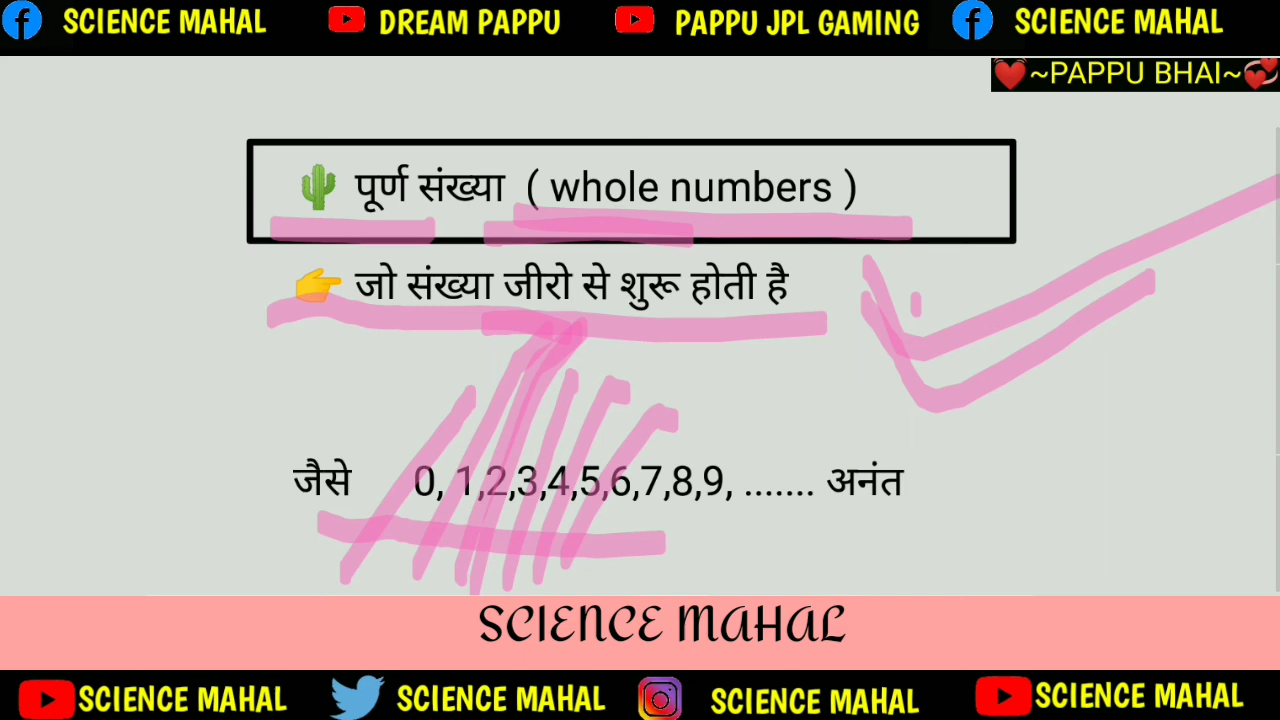 SCIENCE MAHAL DREAM PAPPU PAPPU JPL GAMING SCIENCE MAHAL
~PAPPU BHAI~
पूर्ण संख्या ( whole numbers )
जो संख्या जीरो से शुरू होती है
जैसे 0, 1,2,3,4,5,6,7,8,9, ....... अनंत
SCIENCE MAHAL
SCIENCE MAHAL SCIENCE MAHAL SCIENCE MAHAL SCIENCE MAHAL